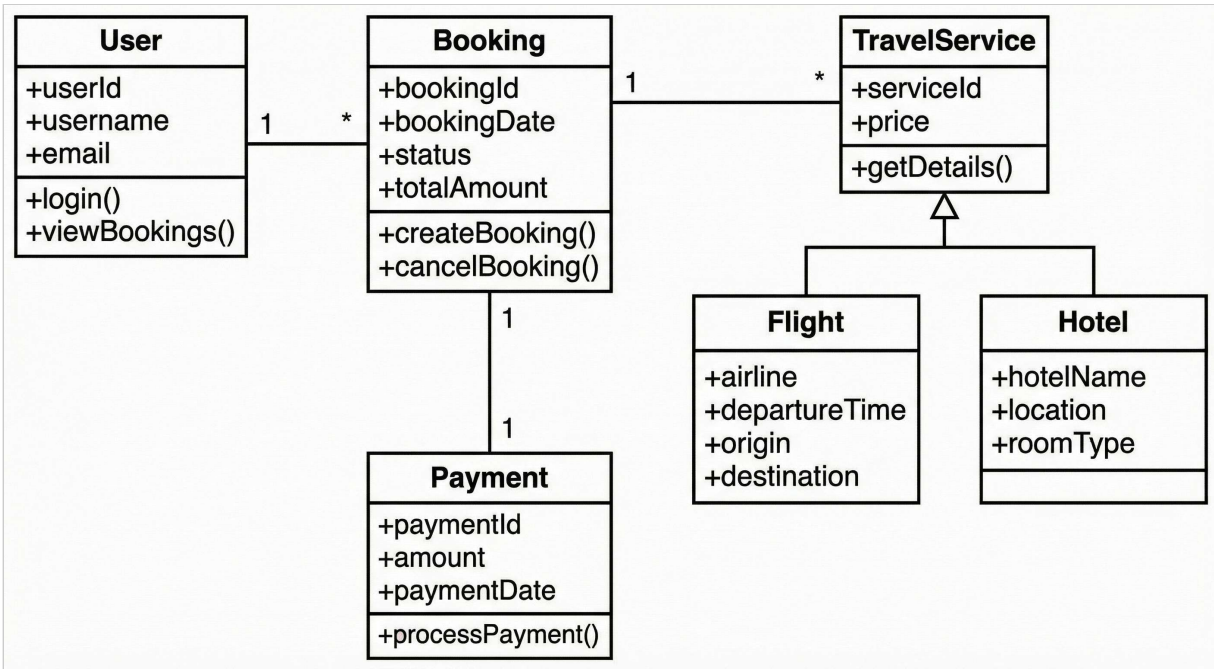 User
+userId
+username
+email
+login()
+viewBookings()
1
*
Booking
+bookingId
+bookingDate
+status
+totalAmount
+createBooking()
+cancelBooking()
1
*
TravelService
+serviceId
+price
+getDetails()
1
1
Payment
+paymentId
+amount
+paymentDate
+processPayment()
Flight
+airline
+departureTime
+origin
+destination
Hotel
+hotelName
+location
+roomType